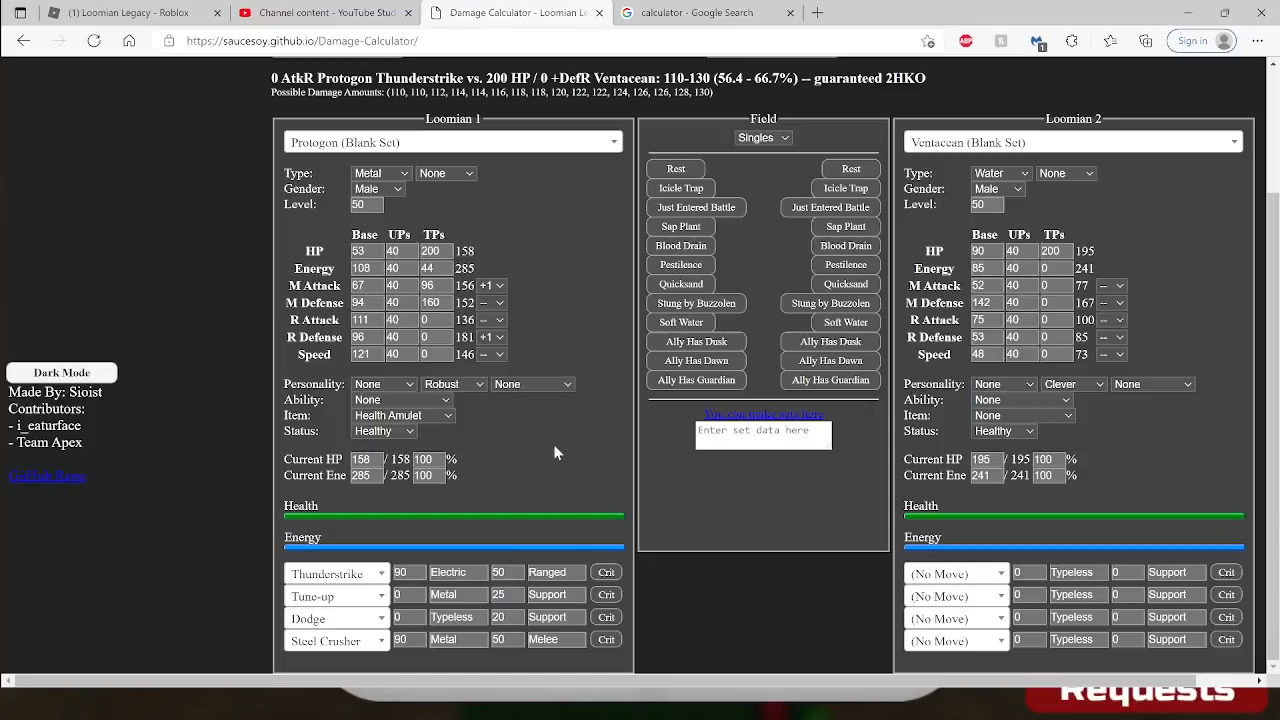 Loomian Legacy - Roblox
Channel content - YouTube Stud
Damage Calculator - Loomian Le
calculator - Google Search
https://saucesoy.github.io/Damage-Calculator/
ABP
1
Sign in
0 AtkR Protogon Thunderstrike vs. 200 HP / 0 +DefR Ventacean: 110-130 (56.4 - 66.7%) -- guaranteed 2HKO
Possible Damage Amounts: (110, 110, 112, 114, 114, 116, 118, 118, 120, 122, 122, 124, 126, 126, 128, 130)
Dark Mode
Made By: Sioist
Contributors:
- i_eaturface
- Team Apex
GitHub Repo
Loomian 1
Protogon (Blank Set)
Type: Metal None
Gender: Male
Level: 50
Base UPs TPs
HP 53 40 200 158
Energy 108 40 44 285
M Attack 67 40 96 156 +1
M Defense 94 40 160 152 --
R Attack 111 40 0 136 --
R Defense 96 40 0 181 +1
Speed 121 40 0 146 --
Personality: None Robust None
Ability: None
Item: Health Amulet
Status: Healthy
Current HP 158 / 158 100 %
Current Ene 285 / 285 100 %
Health
Energy
Thunderstrike 90 Electric 50 Ranged Crit
Tune-up 0 Metal 25 Support Crit
Dodge 0 Typeless 20 Support Crit
Steel Crusher 90 Metal 50 Melee Crit
Field
Singles
Rest Rest
Icicle Trap Icicle Trap
Just Entered Battle Just Entered Battle
Sap Plant Sap Plant
Blood Drain Blood Drain
Pestilence Pestilence
Quicksand Quicksand
Stung by Buzzolen Stung by Buzzolen
Soft Water Soft Water
Ally Has Dusk Ally Has Dusk
Ally Has Dawn Ally Has Dawn
Ally Has Guardian Ally Has Guardian
You can make sets here
Enter set data here
Loomian 2
Ventacean (Blank Set)
Type: Water None
Gender: Male
Level: 50
Base UPs TPs
HP 90 40 200 195
Energy 85 40 0 241
M Attack 52 40 0 77 --
M Defense 142 40 0 167 --
R Attack 75 40 0 100 --
R Defense 53 40 0 85 --
Speed 48 40 0 73 --
Personality: None Clever None
Ability: None
Item: None
Status: Healthy
Current HP 195 / 195 100 %
Current Ene 241 / 241 100 %
Health
Energy
(No Move) 0 Typeless 0 Support Crit
(No Move) 0 Typeless 0 Support Crit
(No Move) 0 Typeless 0 Support Crit
(No Move) 0 Typeless 0 Support Crit
Requests